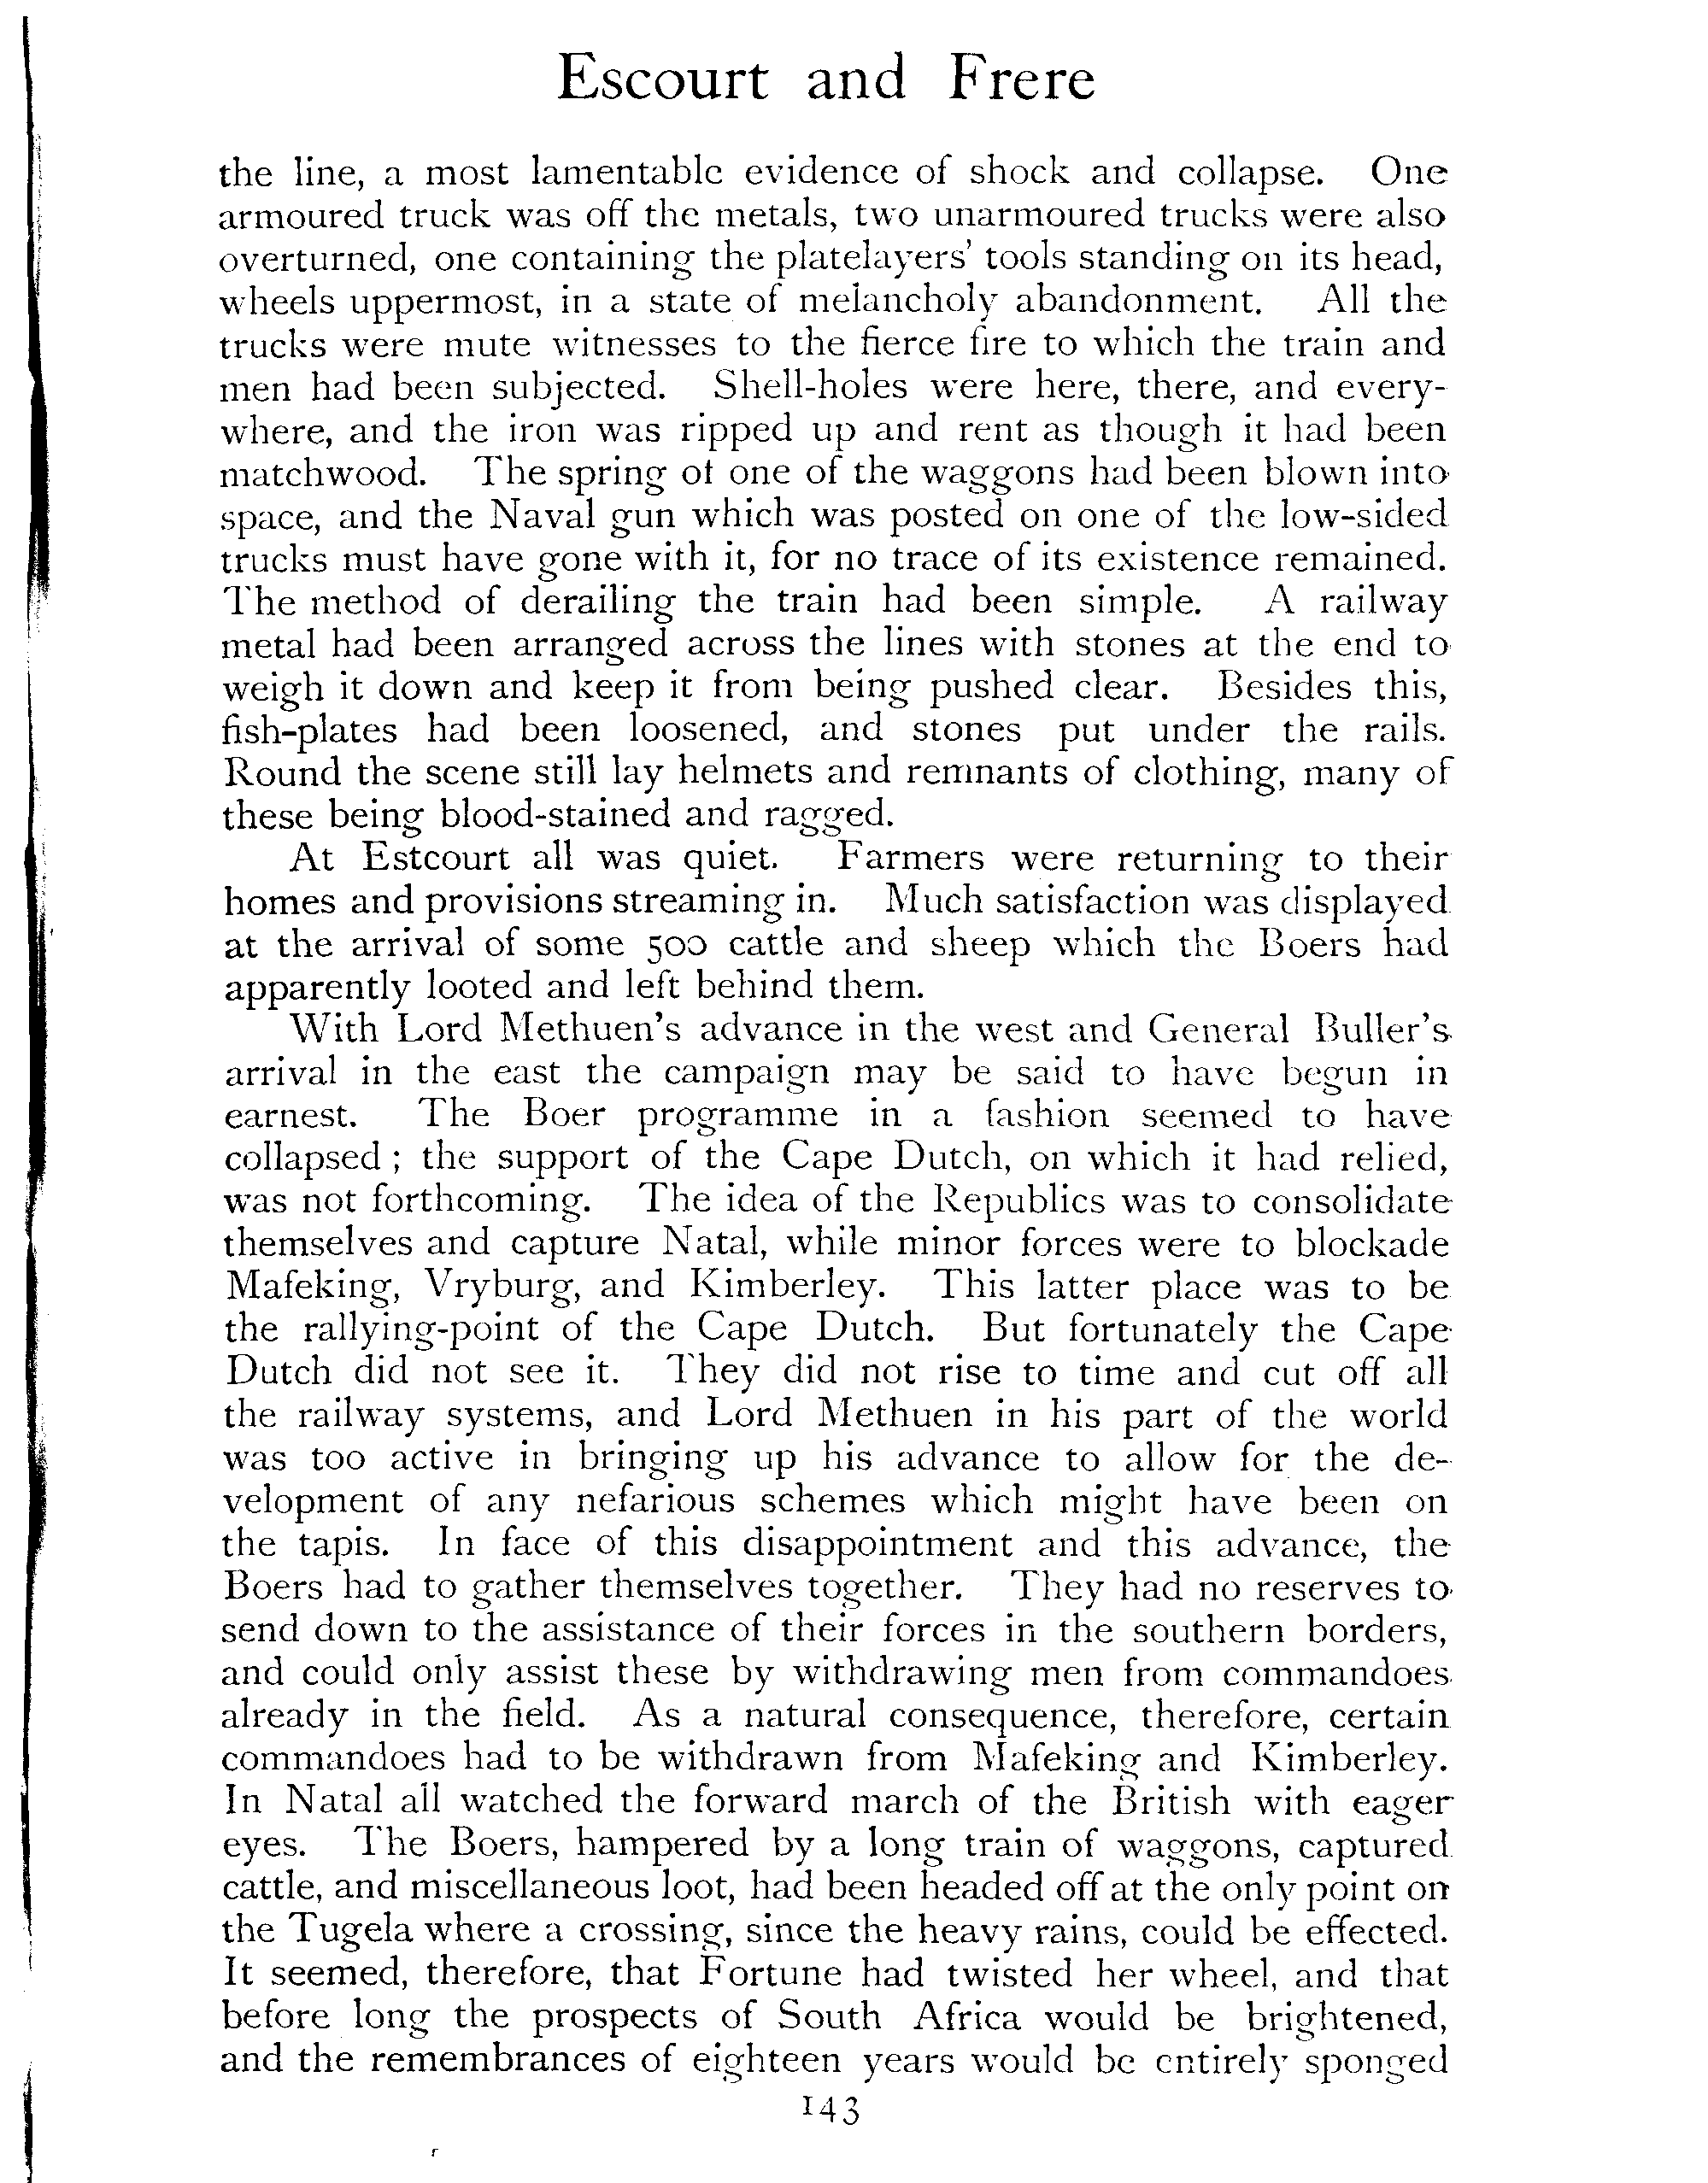 Escourt and Frere
the line, a most lamentable evidence of shock and collapse. One
armoured truck was off the metals, two unarmoured trucks were also
overturned, one containing the platelayers' tools standing on its head,
wheels uppermost, in a state of melancholy abandonment. All the
trucks were mute witnesses to the fierce fire to which the train and
men had been subjected. Shell-holes were here, there, and every-
where, and the iron was ripped up and rent as though it had been
matchwood. The spring of one of the waggons had been blown into
space, and the Naval gun which was posted on one of the low-sided
trucks must have gone with it, for no trace of its existence remained.
The method of derailing the train had been simple. A railway
metal had been arranged across the lines with stones at the end to
weigh it down and keep it from being pushed clear. Besides this,
fish-plates had been loosened, and stones put under the rails.
Round the scene still lay helmets and remnants of clothing, many of
these being blood-stained and ragged.
At Estcourt all was quiet. Farmers were returning to their
homes and provisions streaming in. Much satisfaction was displayed
at the arrival of some 500 cattle and sheep which the Boers had
apparently looted and left behind them.
With Lord Methuen's advance in the west and General Buller's
arrival in the east the campaign may be said to have begun in
earnest. The Boer programme in a fashion seemed to have
collapsed; the support of the Cape Dutch, on which it had relied,
was not forthcoming. The idea of the Republics was to consolidate
themselves and capture Natal, while minor forces were to blockade
Mafeking, Vryburg, and Kimberley. This latter place was to be
the rallying-point of the Cape Dutch. But fortunately the Cape
Dutch did not see it. They did not rise to time and cut off all
the railway systems, and Lord Methuen in his part of the world
was too active in bringing up his advance to allow for the de-
velopment of any nefarious schemes which might have been on
the tapis. In face of this disappointment and this advance, the
Boers had to gather themselves together. They had no reserves to
send down to the assistance of their forces in the southern borders,
and could only assist these by withdrawing men from commandoes
already in the field. As a natural consequence, therefore, certain
commandoes had to be withdrawn from Mafeking and Kimberley.
In Natal all watched the forward march of the British with eager
eyes. The Boers, hampered by a long train of waggons, captured
cattle, and miscellaneous loot, had been headed off at the only point on
the Tugela where a crossing, since the heavy rains, could be effected.
It seemed, therefore, that Fortune had twisted her wheel, and that
before long the prospects of South Africa would be brightened,
and the remembrances of eighteen years would be entirely sponged
143